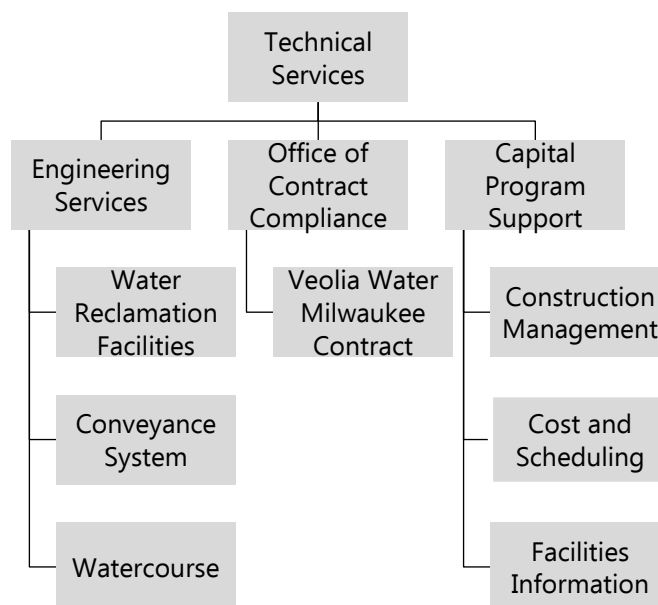 Technical
Services
Engineering
Services
Office of
Contract
Compliance
Capital
Program
Support
Water
Reclamation
Facilities
Veolia Water
Milwaukee
Contract
Construction
Management
Conveyance
System
Cost and
Scheduling
Watercourse
Facilities
Information